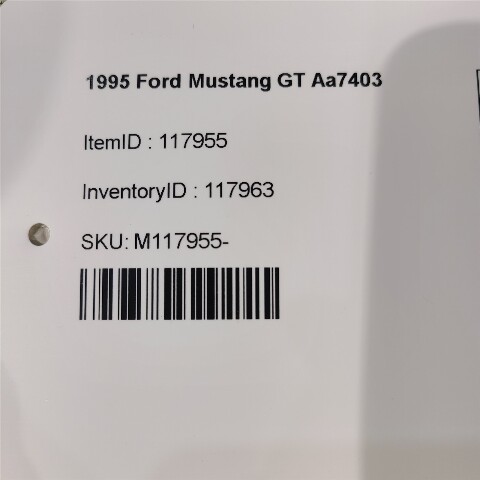 1995 Ford Mustang GT Aa7403
ItemID : 117955
InventoryID : 117963
SKU: M117955-